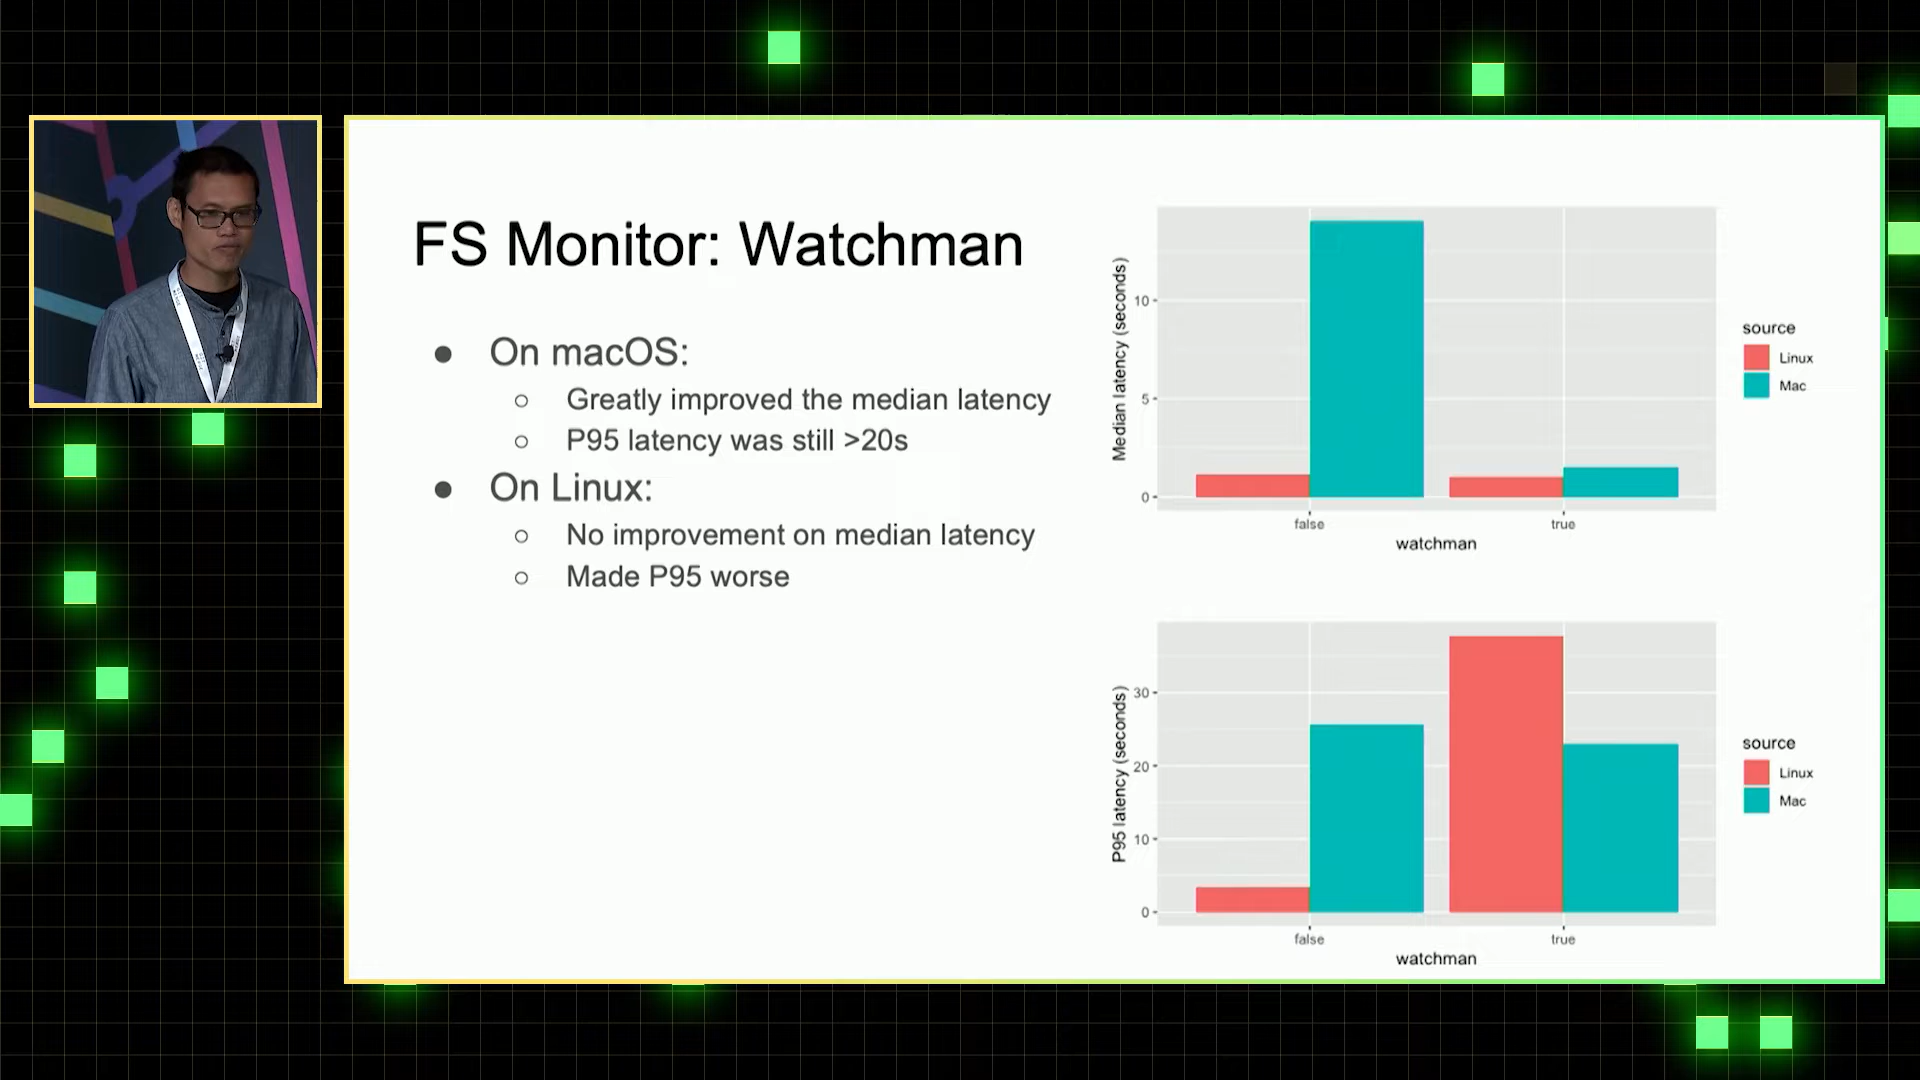 FS Monitor: Watchman
● On macOS:
○ Greatly improved the median latency
○ P95 latency was still >20s
● On Linux:
○ No improvement on median latency
○ Made P95 worse
Median latency (seconds)
10
5
0
false true
watchman
source
Linux
Mac
P95 latency (seconds)
30
20
10
0
false true
watchman
source
Linux
Mac